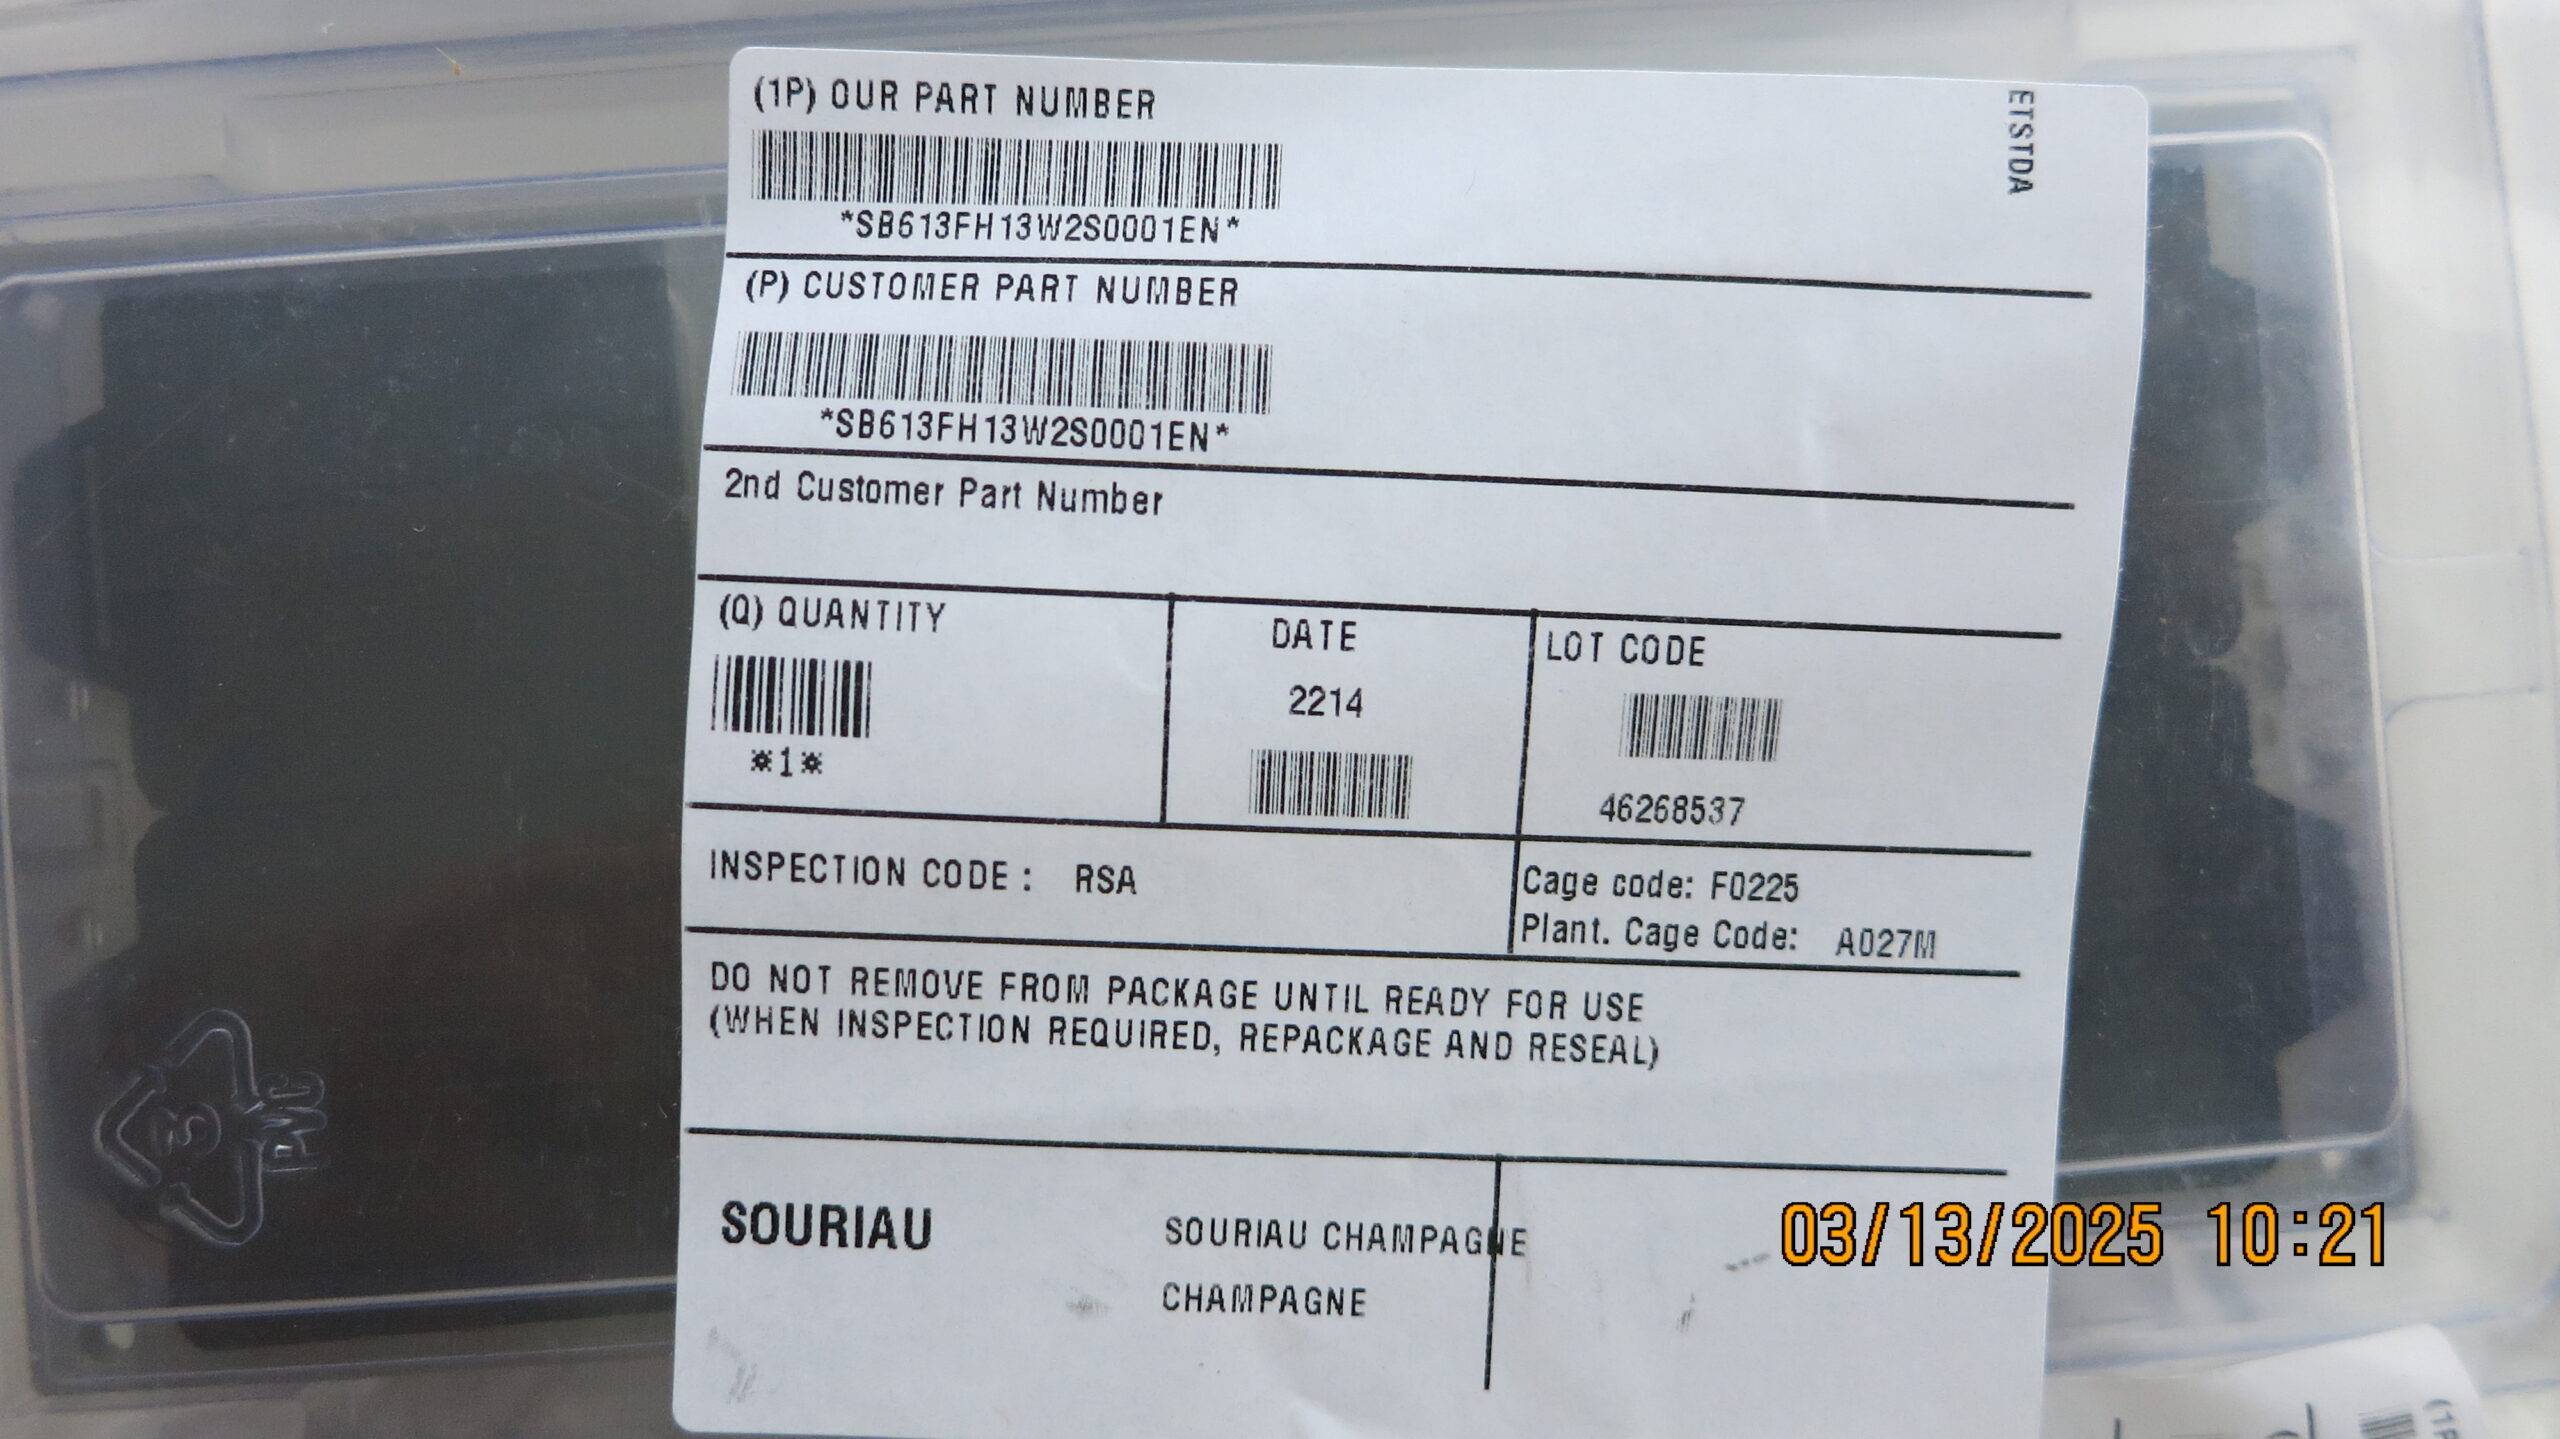 (1P) OUR PART NUMBER
ETSTDA
*SB613FH13W2S0001EN*
(P) CUSTOMER PART NUMBER
*SB613FH13W2S0001EN*
2nd Customer Part Number
(Q) QUANTITY
*1*
DATE
2214
LOT CODE
46268537
INSPECTION CODE : RSA
Cage code: F0225
Plant. Cage Code: A027M
DO NOT REMOVE FROM PACKAGE UNTIL READY FOR USE
(WHEN INSPECTION REQUIRED, REPACKAGE AND RESEAL)
SOURIAU
SOURIAU CHAMPAGNE
CHAMPAGNE
03/13/2025 10:21
3
PVC